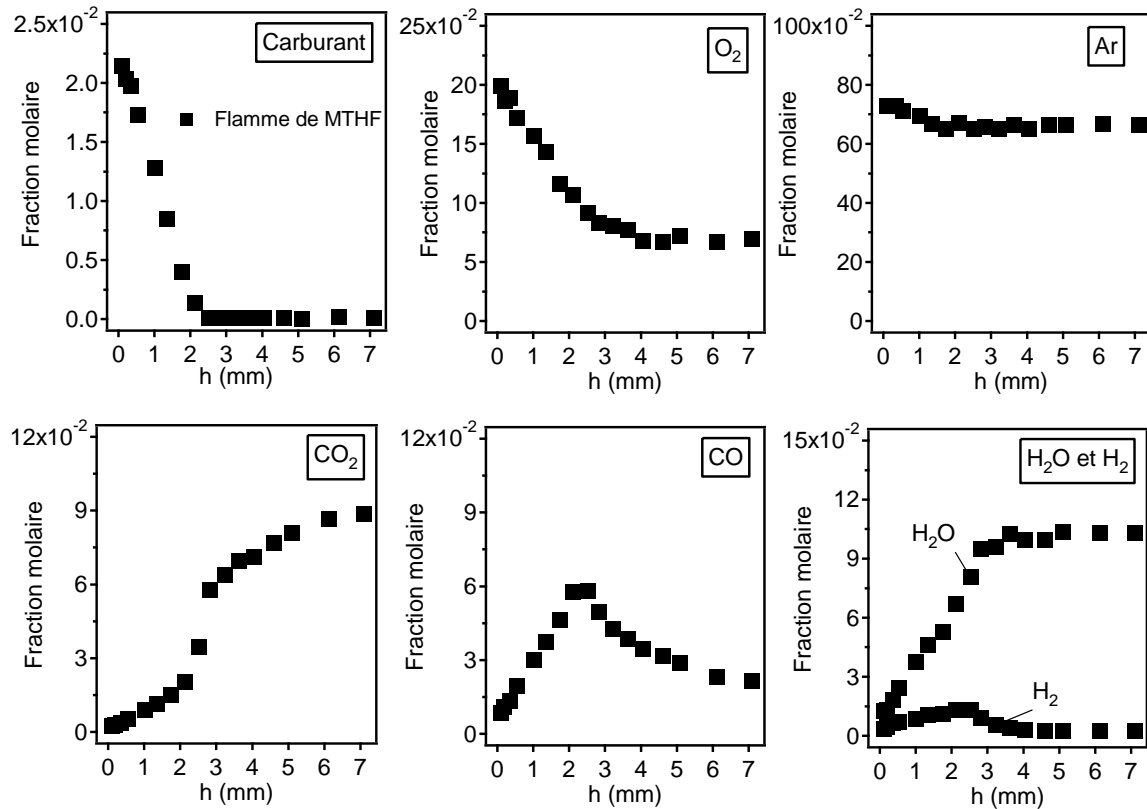 2.5x10⁻²
Carburant
2.0
Flamme de MTHF
1.5
1.0
0.5
0.0
Fraction molaire
0 1 2 3 4 5 6 7
h (mm)
25x10⁻²
O₂
20
15
10
5
0
Fraction molaire
0 1 2 3 4 5 6 7
h (mm)
100x10⁻²
Ar
80
60
40
20
0
Fraction molaire
0 1 2 3 4 5 6 7
h (mm)
12x10⁻²
CO₂
9
6
3
0
Fraction molaire
0 1 2 3 4 5 6 7
h (mm)
12x10⁻²
CO
9
6
3
0
Fraction molaire
0 1 2 3 4 5 6 7
h (mm)
15x10⁻²
H₂O et H₂
12
H₂O
9
6
3
H₂
0
Fraction molaire
0 1 2 3 4 5 6 7
h (mm)